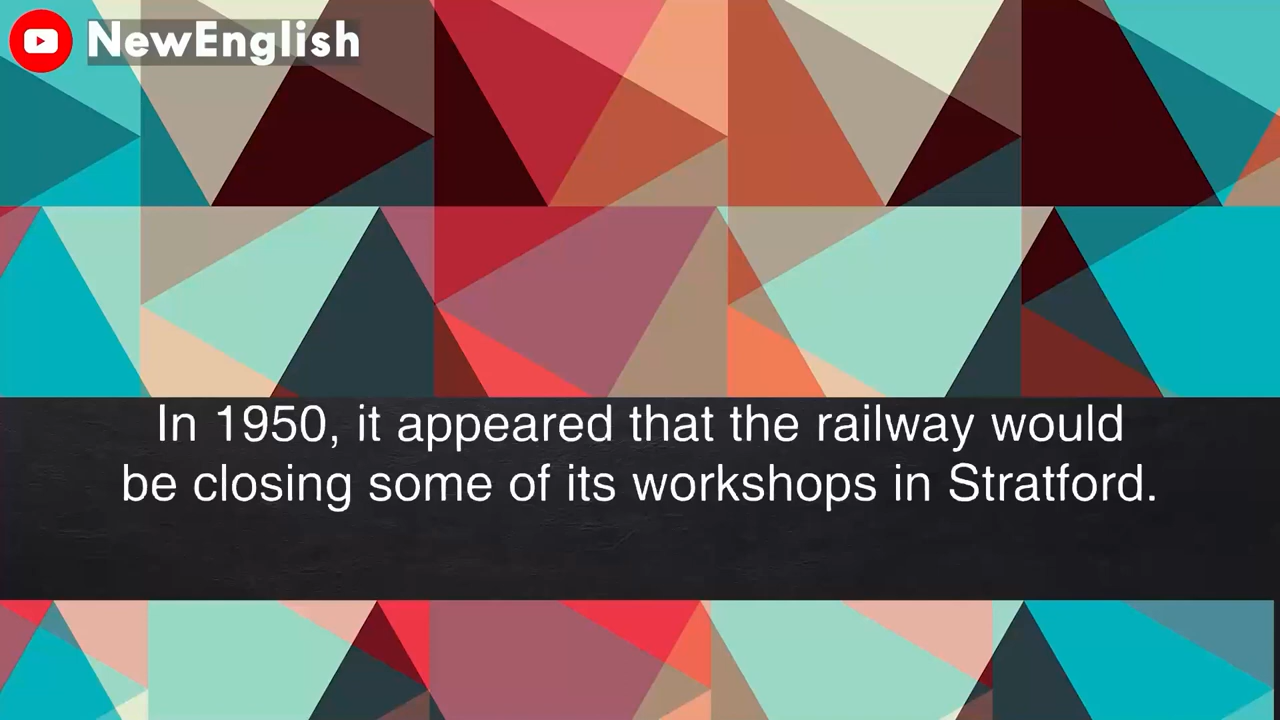 NewEnglish
In 1950, it appeared that the railway would
be closing some of its workshops in Stratford.